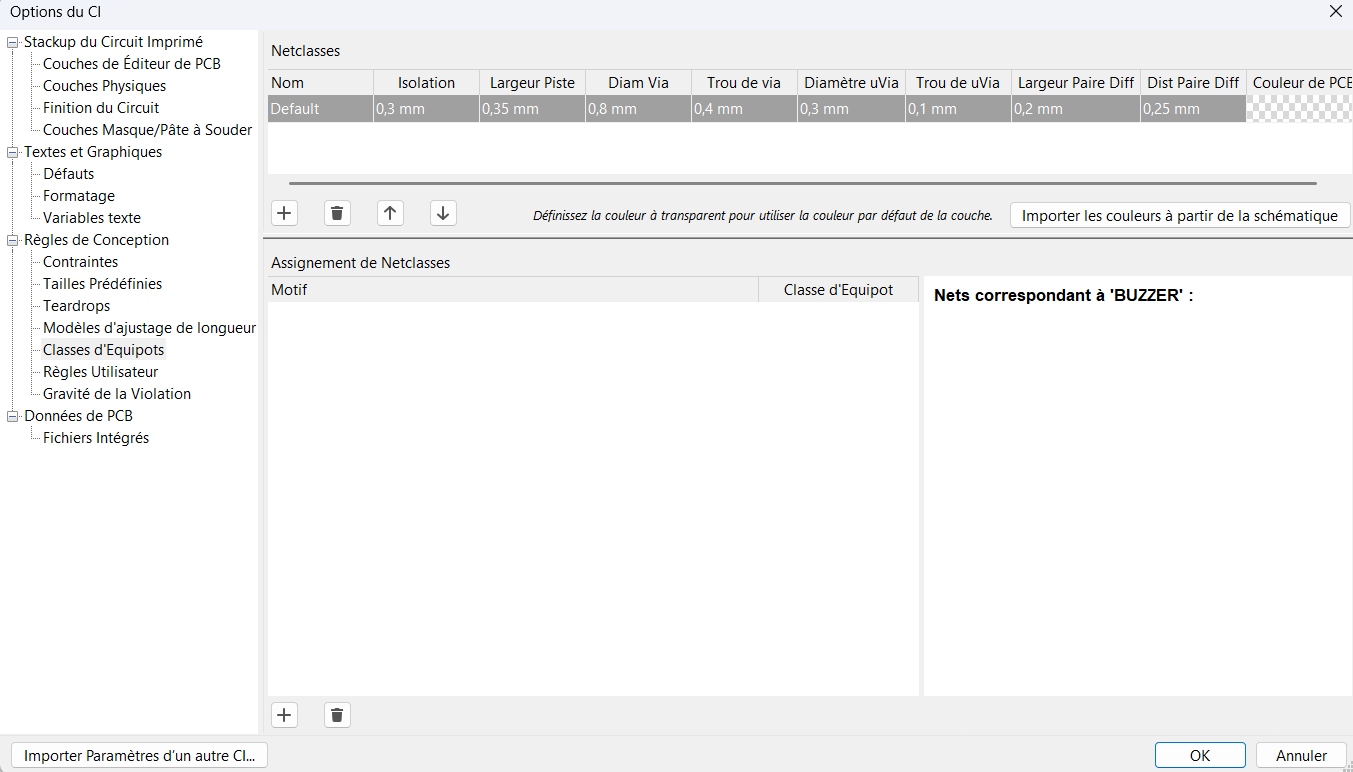 Options du CI
Stackup du Circuit Imprimé
Couches de Éditeur de PCB
Couches Physiques
Finition du Circuit
Couches Masque/Pâte à Souder
Textes et Graphiques
Défauts
Formatage
Variables texte
Règles de Conception
Contraintes
Tailles Prédéfinies
Teardrops
Modèles d'ajustage de longueur
Classes d'Equipots
Règles Utilisateur
Gravité de la Violation
Données de PCB
Fichiers Intégrés
Netclasses
Nom Isolation Largeur Piste Diam Via Trou de via Diamètre uVia Trou de uVia Largeur Paire Diff Dist Paire Diff Couleur de PCB
Default 0,3 mm 0,35 mm 0,8 mm 0,4 mm 0,3 mm 0,1 mm 0,2 mm 0,25 mm
Définissez la couleur à transparent pour utiliser la couleur par défaut de la couche.
Importer les couleurs à partir de la schématique
Assignement de Netclasses
Motif Classe d'Equipot
Nets correspondant à 'BUZZER' :
Importer Paramètres d'un autre CI...
OK
Annuler